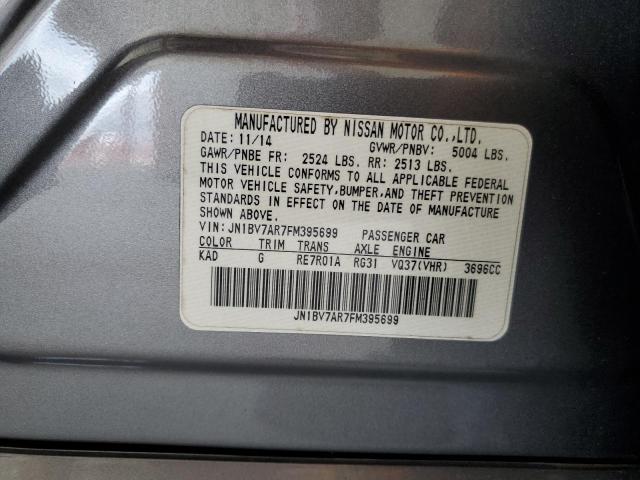 MANUFACTURED BY NISSAN MOTOR CO.,LTD.
DATE: 11/14 GVWR/PNBV: 5004 LBS.
GAWR/PNBE FR: 2524 LBS. RR: 2513 LBS.
THIS VEHICLE CONFORMS TO ALL APPLICABLE FEDERAL
MOTOR VEHICLE SAFETY,BUMPER,AND THEFT PREVENTION
STANDARDS IN EFFECT ON THE DATE OF MANUFACTURE
SHOWN ABOVE.
VIN:JN1BV7AR7FM395699 PASSENGER CAR
COLOR TRIM TRANS AXLE ENGINE
KAD G RE7R01A RG31 VQ37(VHR) 3696CC
JN1BV7AR7FM395699